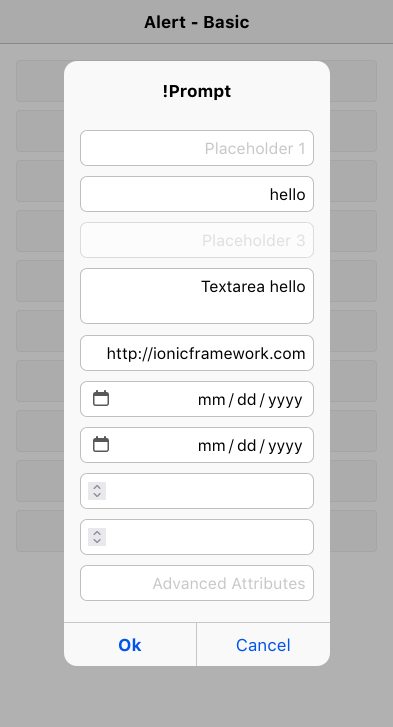 Alert - Basic
!Prompt
Placeholder 1
hello
Placeholder 3
Textarea hello
http://ionicframework.com
mm/dd/yyyy
mm/dd/yyyy
Advanced Attributes
Ok
Cancel